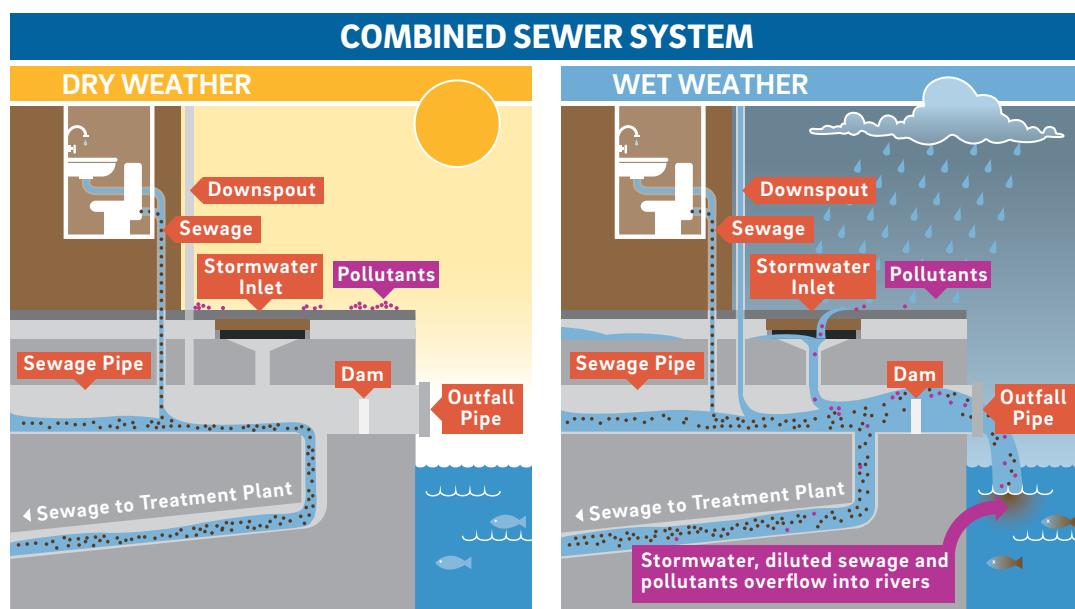 COMBINED SEWER SYSTEM
DRY WEATHER
Downspout
Sewage
Stormwater
Inlet
Pollutants
Sewage Pipe
Dam
Outfall
Pipe
Sewage to Treatment Plant
WET WEATHER
Downspout
Sewage
Stormwater
Inlet
Pollutants
Sewage Pipe
Dam
Outfall
Pipe
Sewage to Treatment Plant
Stormwater, diluted sewage and
pollutants overflow into rivers